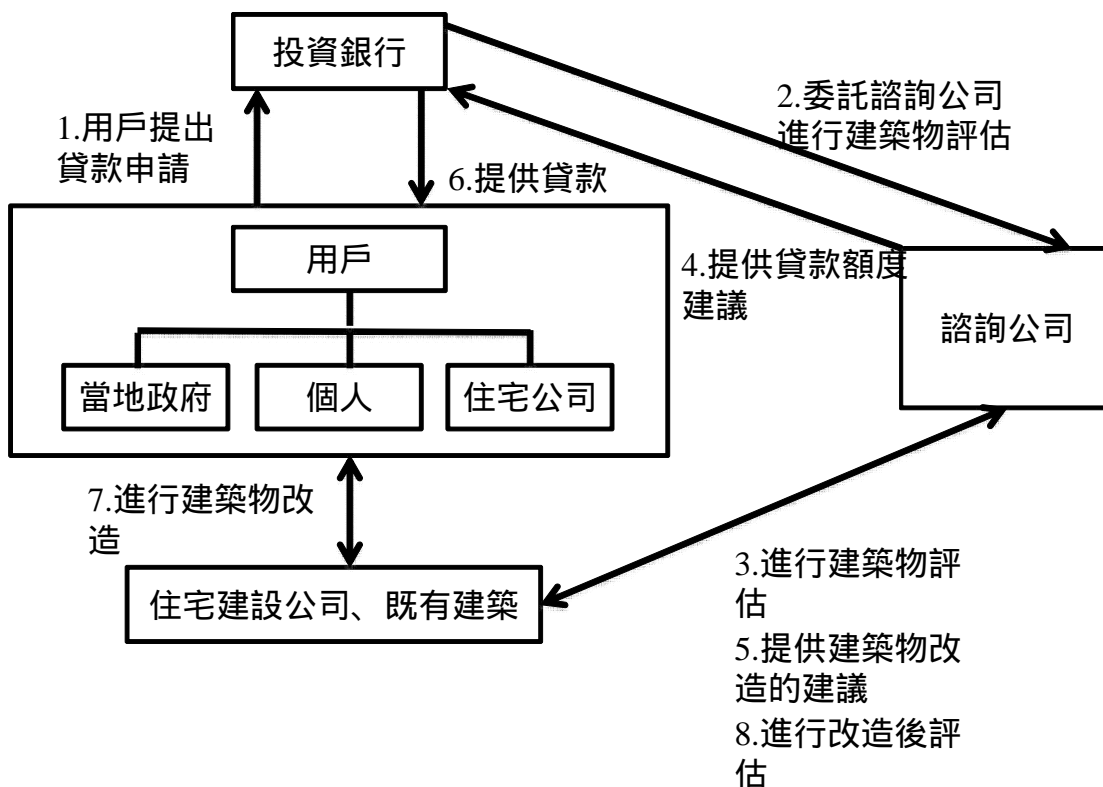 投資銀行
2.委託諮詢公司
進行建築物評估
1.用戶提出
貸款申請
6.提供貸款
用戶
4.提供貸款額度
建議
諮詢公司
當地政府
個人
住宅公司
7.進行建築物改
造
住宅建設公司、既有建築
3.進行建築物評
估
5.提供建築物改
造的建議
8.進行改造後評
估